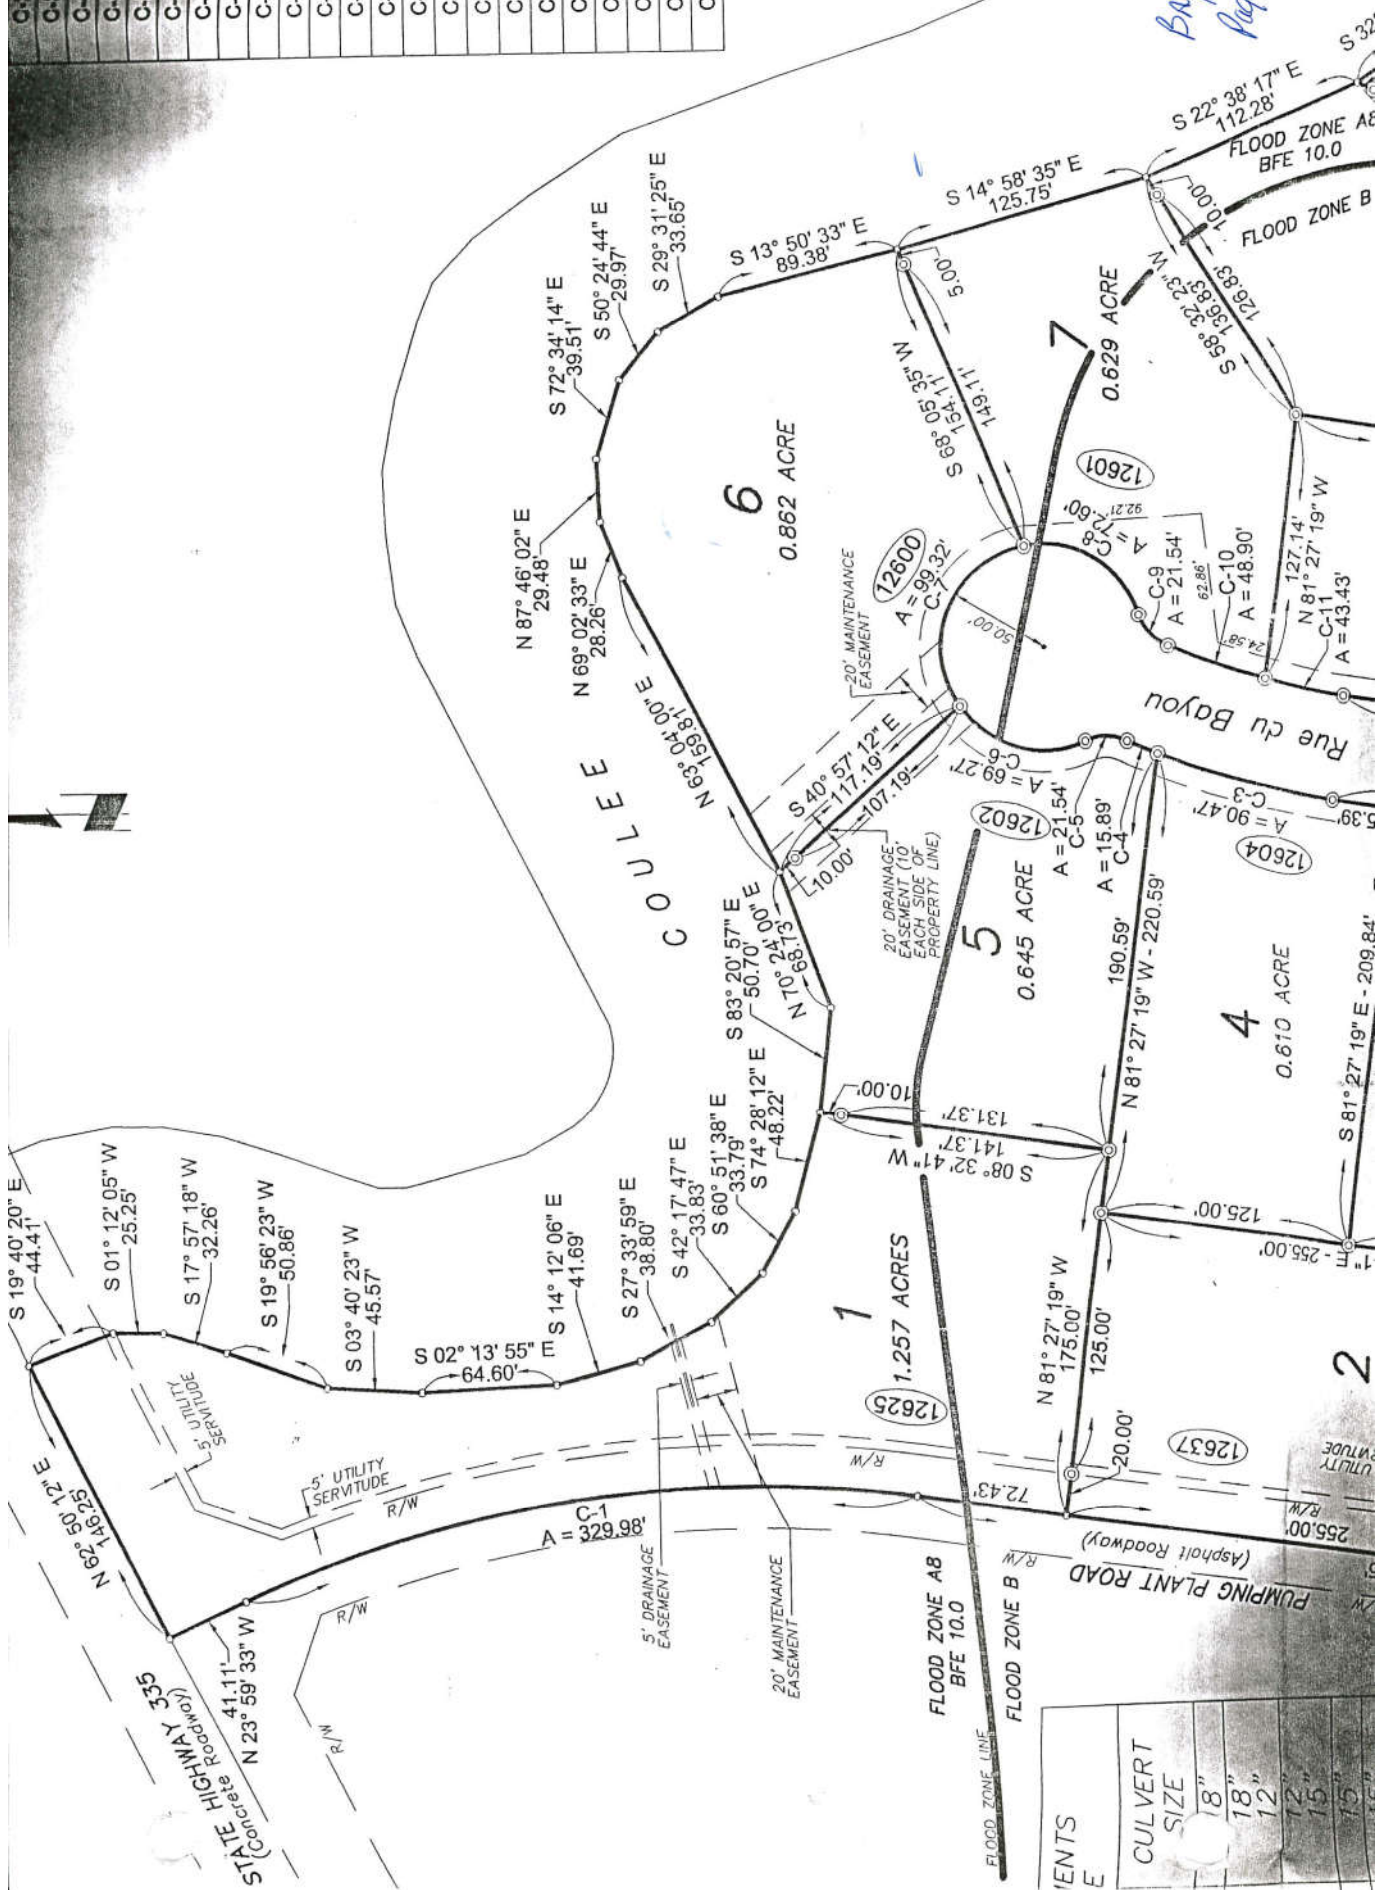 S 19° 40' 20" E
44.41'
S 01° 12' 05" W
25.25'
S 17° 57' 18" W
32.26'
S 19° 56' 23" W
50.86'
S 03° 40' 23" W
45.57'
S 02° 13' 55" E
64.60'
S 14° 12' 06" E
41.69'
S 27° 33' 59" E
38.80'
S 42° 17' 47" E
33.83'
S 60° 51' 38" E
33.79'
S 74° 28' 12" E
48.22'
S 83° 20' 57" E
50.70'
N 70° 24' 00" E
68.73'
N 63° 04' 00" E
159.81'
N 69° 02' 33" E
28.26'
N 87° 46' 02" E
29.48'
S 72° 34' 14" E
39.51'
S 50° 24' 44" E
29.97'
S 29° 31' 25" E
33.65'
S 13° 50' 33" E
89.38'
S 14° 58' 35" E
125.75'
S 22° 38' 17" E
112.28'
S 32°
FLOOD ZONE A8
BFE 10.0
FLOOD ZONE B
COULEE
N 62° 50' 12" E
146.25'
STATE HIGHWAY 335
(Concrete Roadway)
41.11'
N 23° 59' 33" W
5' UTILITY
SERVITUDE
5' UTILITY
SERVITUDE
R/W
R/W
R/W
C-1
A = 329.98'
5' DRAINAGE
EASEMENT
20' MAINTENANCE
EASEMENT
R/W
72.43'
1
1.257 ACRES
12625
FLOOD ZONE A8
BFE 10.0
FLOOD ZONE LINE
FLOOD ZONE B
R/W
PUMPING PLANT ROAD
(Asphalt Roadway)
R/W
255.00'
N 81° 27' 19" W
175.00'
125.00'
20.00'
12637
2
125.00'
1" E - 255.00'
S 81° 27' 19" E - 209.84'
S 08° 32' 41" W
141.37'
131.37'
10.00'
5
0.645 ACRE
12602
20' DRAINAGE
EASEMENT (10'
EACH SIDE OF
PROPERTY LINE)
S 40° 57' 12" E
117.19'
107.19'
10.00'
20' MAINTENANCE
EASEMENT
6
0.862 ACRE
12600
A = 99.32'
C-7
50.00'
C-6
A = 69.27'
A = 21.54'
C-5
A = 15.89'
C-4
190.59'
N 81° 27' 19" W - 220.59'
4
0.610 ACRE
12604
C-3
A = 90.47'
5.39'
Rue du Bayou
S 68° 05' 35" W
154.11'
149.11'
5.00'
7
0.629 ACRE
12601
C-8
A = 72.60'
92.21'
C-9
A = 21.54'
62.86'
C-10
A = 48.90'
24.58'
C-11
A = 43.43'
127.14'
N 81° 27' 19" W
S 58° 32' 23" W
136.83'
126.83'
10.00'
CULVERT
SIZE
18"
18"
12"
12"
15"
15"